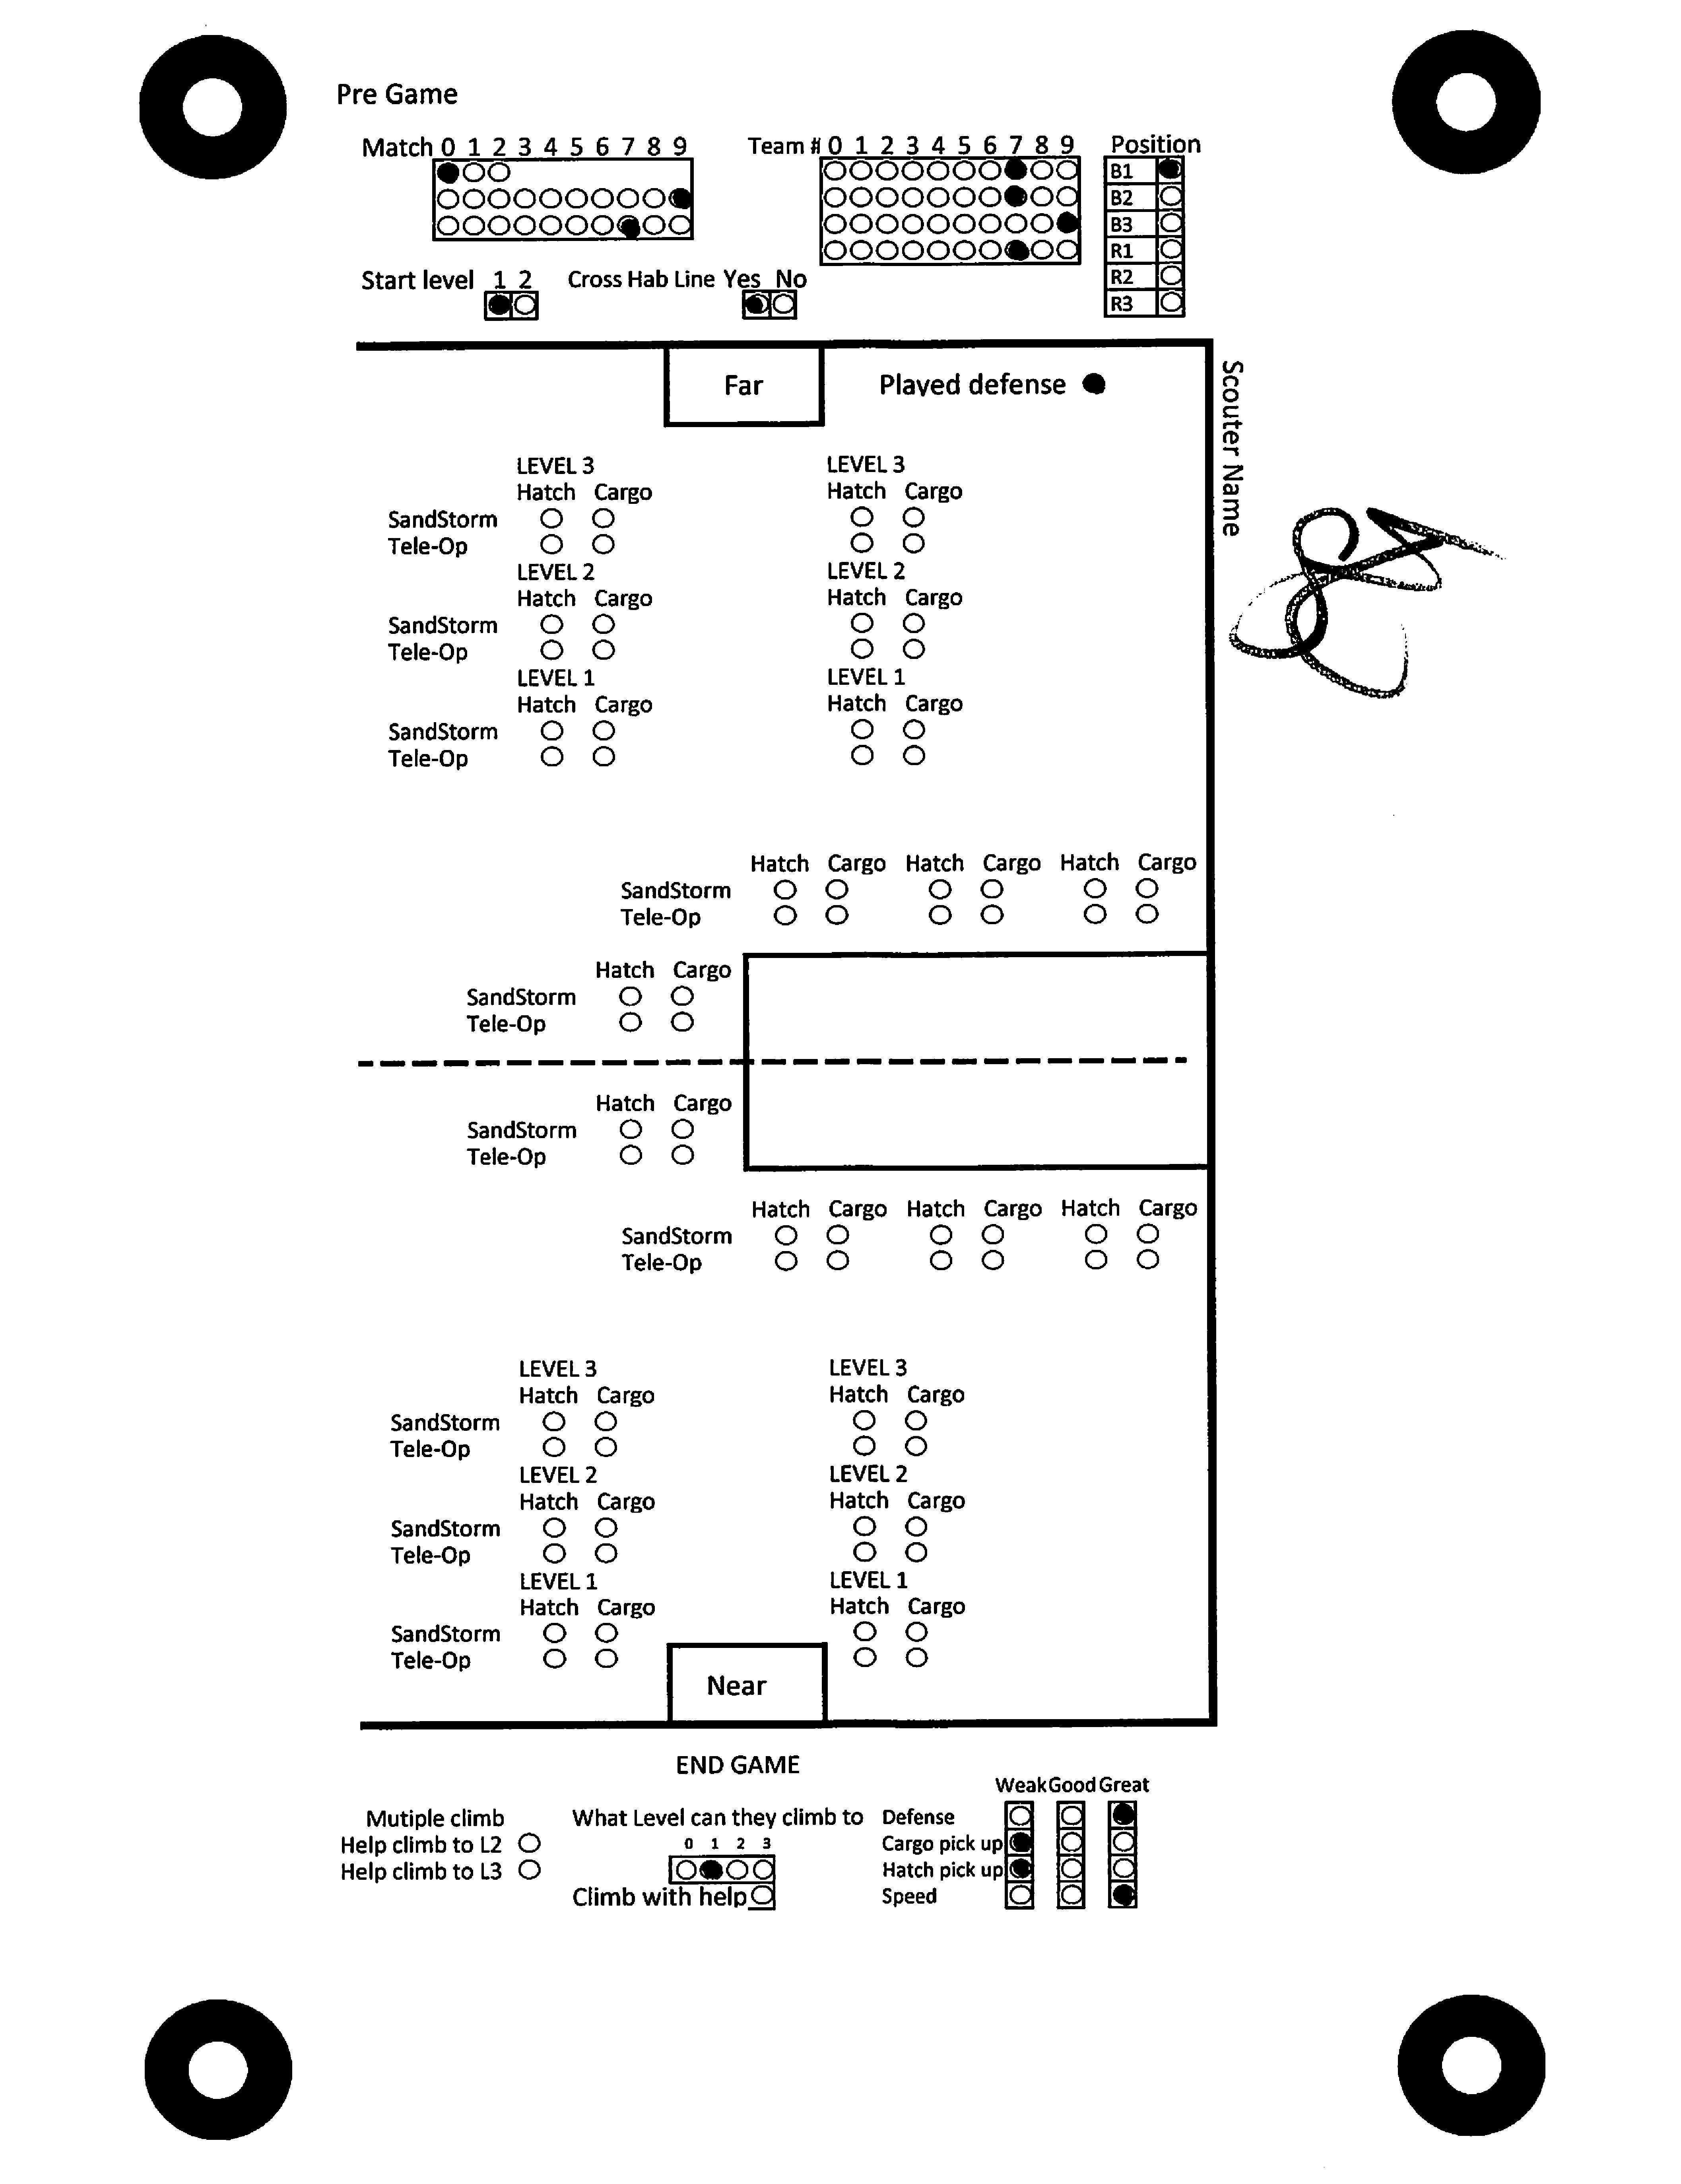 Pre Game
Match 0 1 2 3 4 5 6 7 8 9
Team # 0 1 2 3 4 5 6 7 8 9
Position
B1
B2
B3
R1
R2
R3
Start level 1 2
Cross Hab Line Yes No
Far
Played defense
Scouter Name
LEVEL 3 LEVEL 3
Hatch Cargo Hatch Cargo
SandStorm
Tele-Op
LEVEL 2 LEVEL 2
Hatch Cargo Hatch Cargo
SandStorm
Tele-Op
LEVEL 1 LEVEL 1
Hatch Cargo Hatch Cargo
SandStorm
Tele-Op
Hatch Cargo Hatch Cargo Hatch Cargo
SandStorm
Tele-Op
Hatch Cargo
SandStorm
Tele-Op
Hatch Cargo
SandStorm
Tele-Op
Hatch Cargo Hatch Cargo Hatch Cargo
SandStorm
Tele-Op
LEVEL 3 LEVEL 3
Hatch Cargo Hatch Cargo
SandStorm
Tele-Op
LEVEL 2 LEVEL 2
Hatch Cargo Hatch Cargo
SandStorm
Tele-Op
LEVEL 1 LEVEL 1
Hatch Cargo Hatch Cargo
SandStorm
Tele-Op
Near
END GAME
Mutiple climb
Help climb to L2
Help climb to L3
What Level can they climb to
0 1 2 3
Climb with help
Weak Good Great
Defense
Cargo pick up
Hatch pick up
Speed